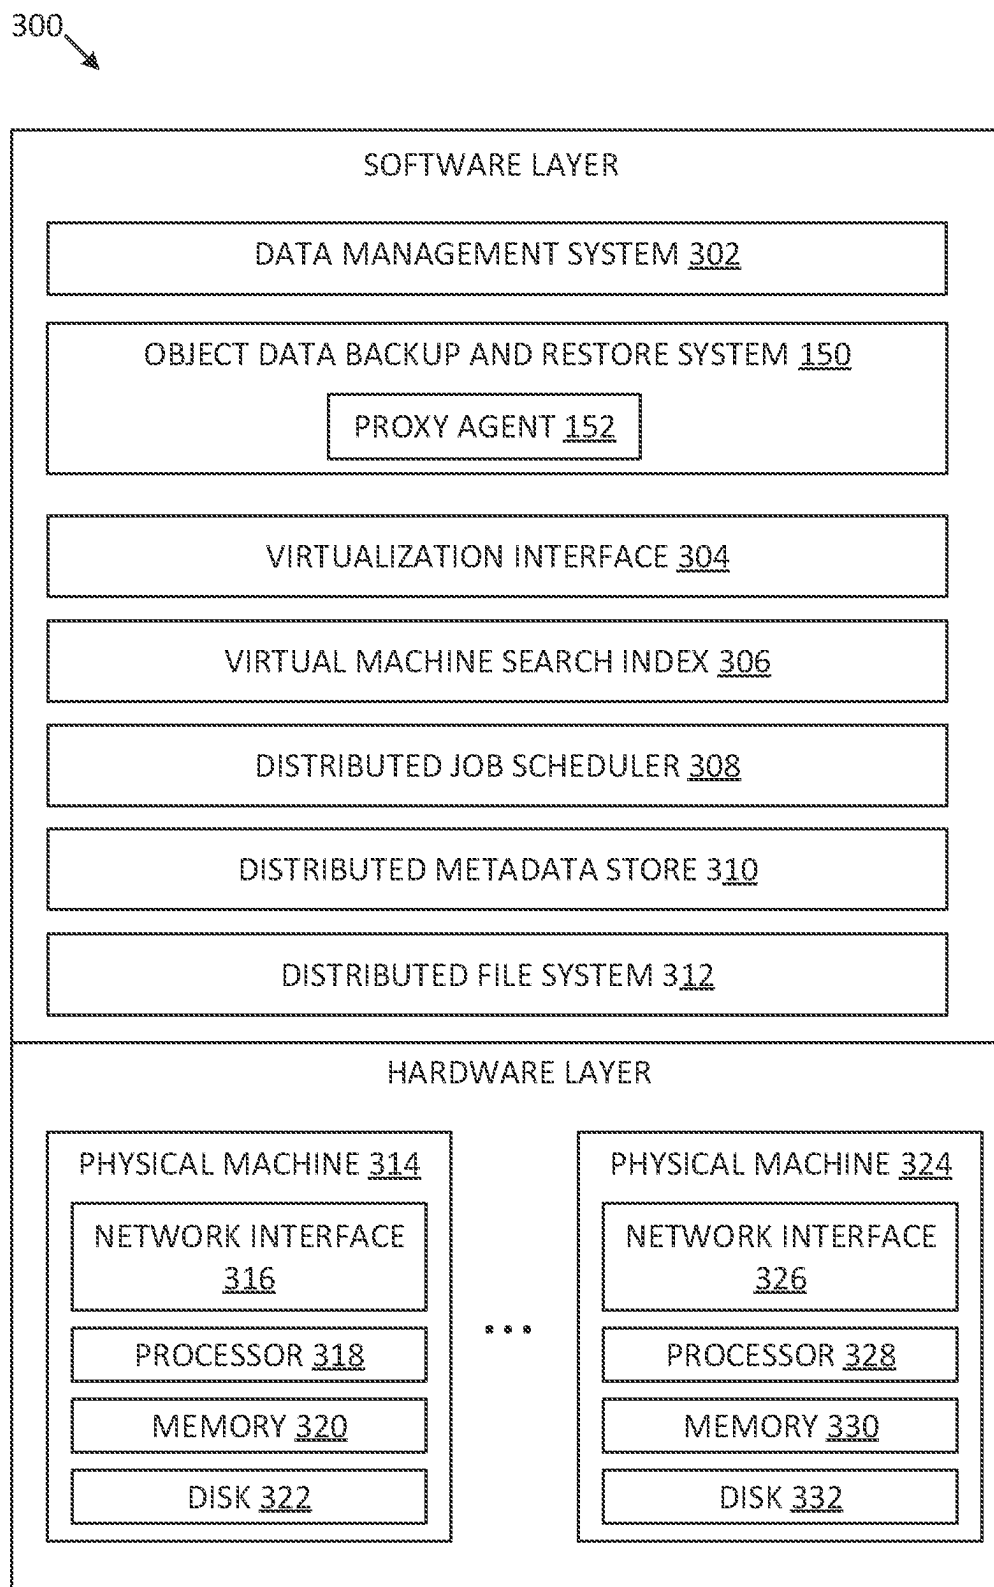 300
SOFTWARE LAYER
DATA MANAGEMENT SYSTEM 302
OBJECT DATA BACKUP AND RESTORE SYSTEM 150
PROXY AGENT 152
VIRTUALIZATION INTERFACE 304
VIRTUAL MACHINE SEARCH INDEX 306
DISTRIBUTED JOB SCHEDULER 308
DISTRIBUTED METADATA STORE 310
DISTRIBUTED FILE SYSTEM 312
HARDWARE LAYER
PHYSICAL MACHINE 314
NETWORK INTERFACE
316
PROCESSOR 318
MEMORY 320
DISK 322
...
PHYSICAL MACHINE 324
NETWORK INTERFACE
326
PROCESSOR 328
MEMORY 330
DISK 332